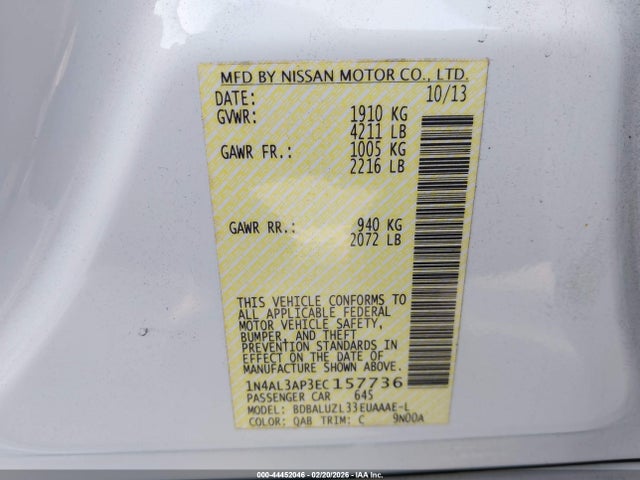 MFD BY NISSAN MOTOR CO., LTD.
DATE: 10/13
GVWR: 1910 KG
4211 LB
GAWR FR.: 1005 KG
2216 LB
GAWR RR.: 940 KG
2072 LB
THIS VEHICLE CONFORMS TO
ALL APPLICABLE FEDERAL
MOTOR VEHICLE SAFETY,
BUMPER, AND THEFT
PREVENTION STANDARDS IN
EFFECT ON THE DATE OF
MANUFACTURE SHOWN ABOVE.
1N4AL3AP3EC157736
PASSENGER CAR 645
MODEL: BDBALUZL33EUAAAE-L
COLOR: QAB TRIM: C 9N00A
000-44452046 - 02/20/2026 - IAA Franchise